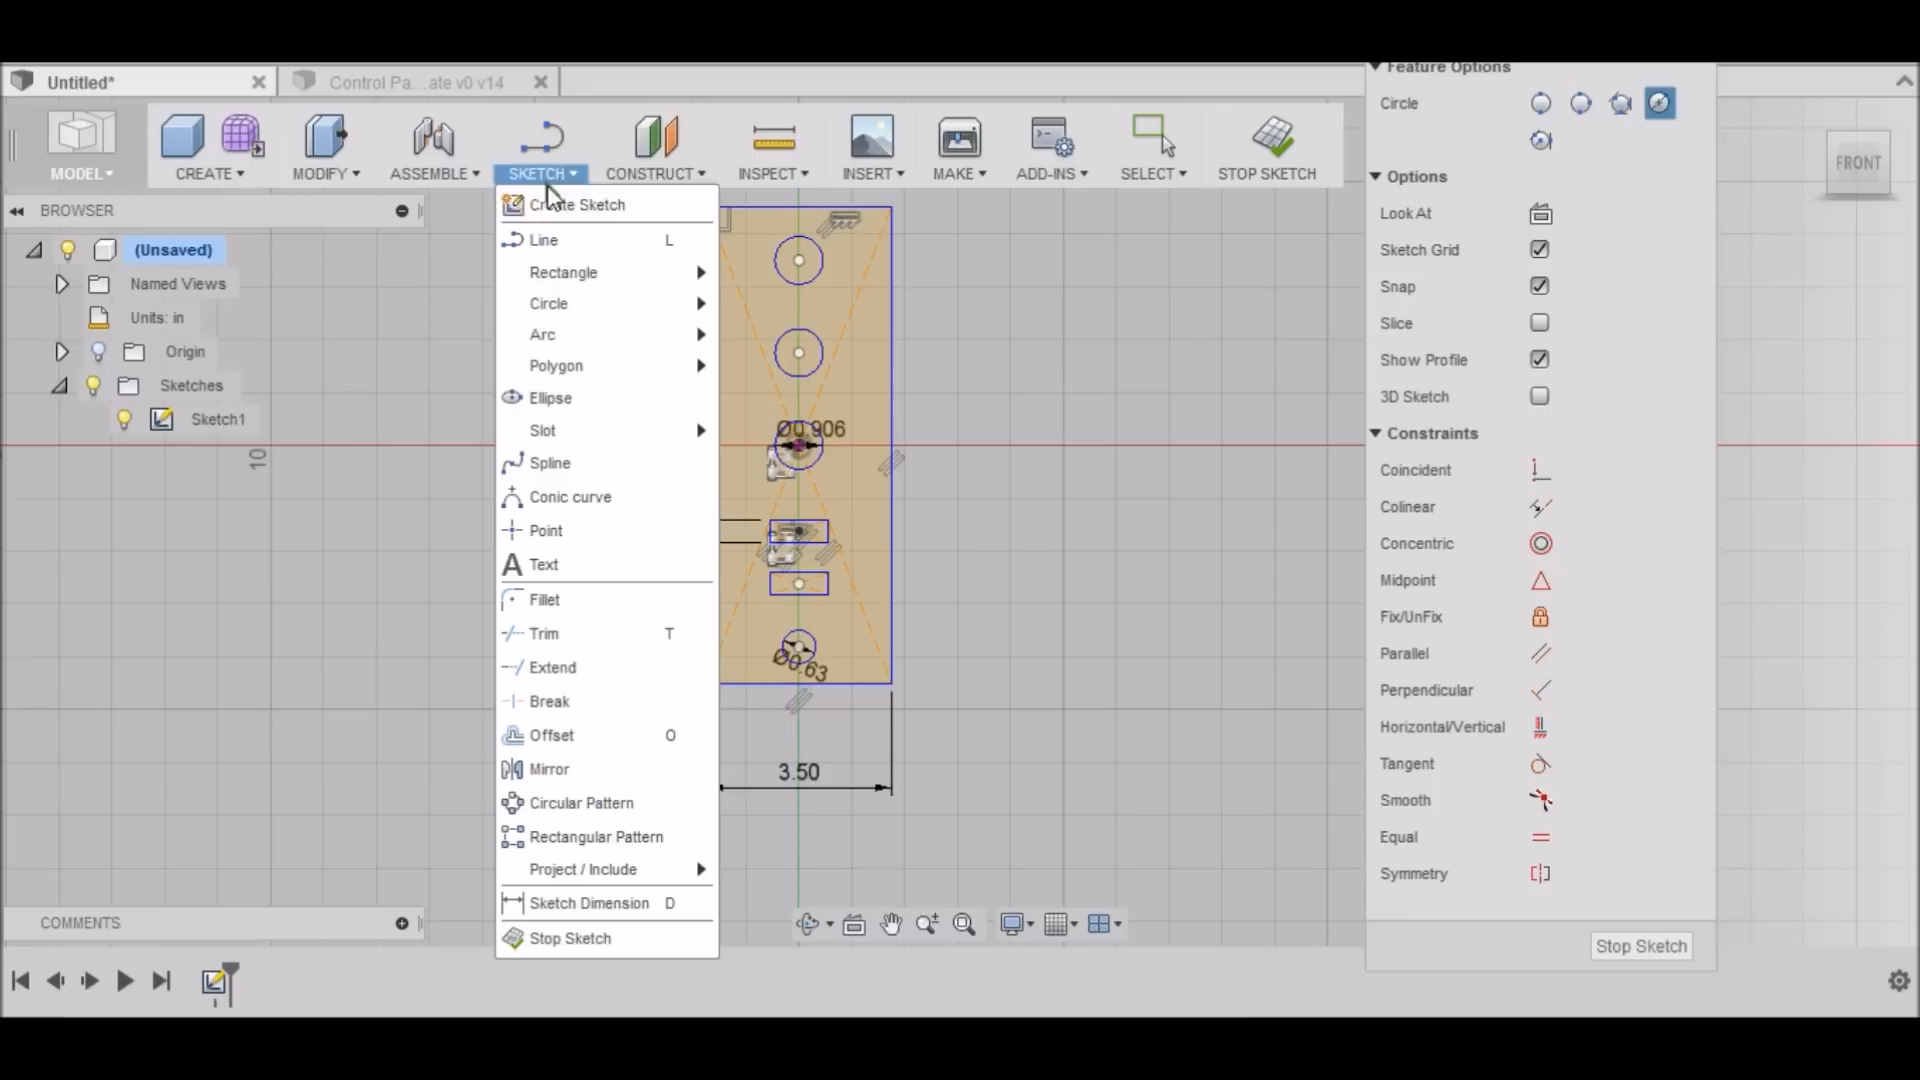 Untitled*
Control Pa...ate v0 v14
MODEL
CREATE
MODIFY
ASSEMBLE
SKETCH
CONSTRUCT
INSPECT
INSERT
MAKE
ADD-INS
SELECT
STOP SKETCH
BROWSER
(Unsaved)
Named Views
Units: in
Origin
Sketches
Sketch1
COMMENTS
Create Sketch
Line L
Rectangle
Circle
Arc
Polygon
Ellipse
Slot
Spline
Conic curve
Point
Text
Fillet
Trim T
Extend
Break
Offset O
Mirror
Circular Pattern
Rectangular Pattern
Project / Include
Sketch Dimension D
Stop Sketch
10
Ø0.906
Ø0.63
3.50
Feature Options
Circle
Options
Look At
Sketch Grid
Snap
Slice
Show Profile
3D Sketch
Constraints
Coincident
Colinear
Concentric
Midpoint
Fix/UnFix
Parallel
Perpendicular
Horizontal/Vertical
Tangent
Smooth
Equal
Symmetry
Stop Sketch
FRONT